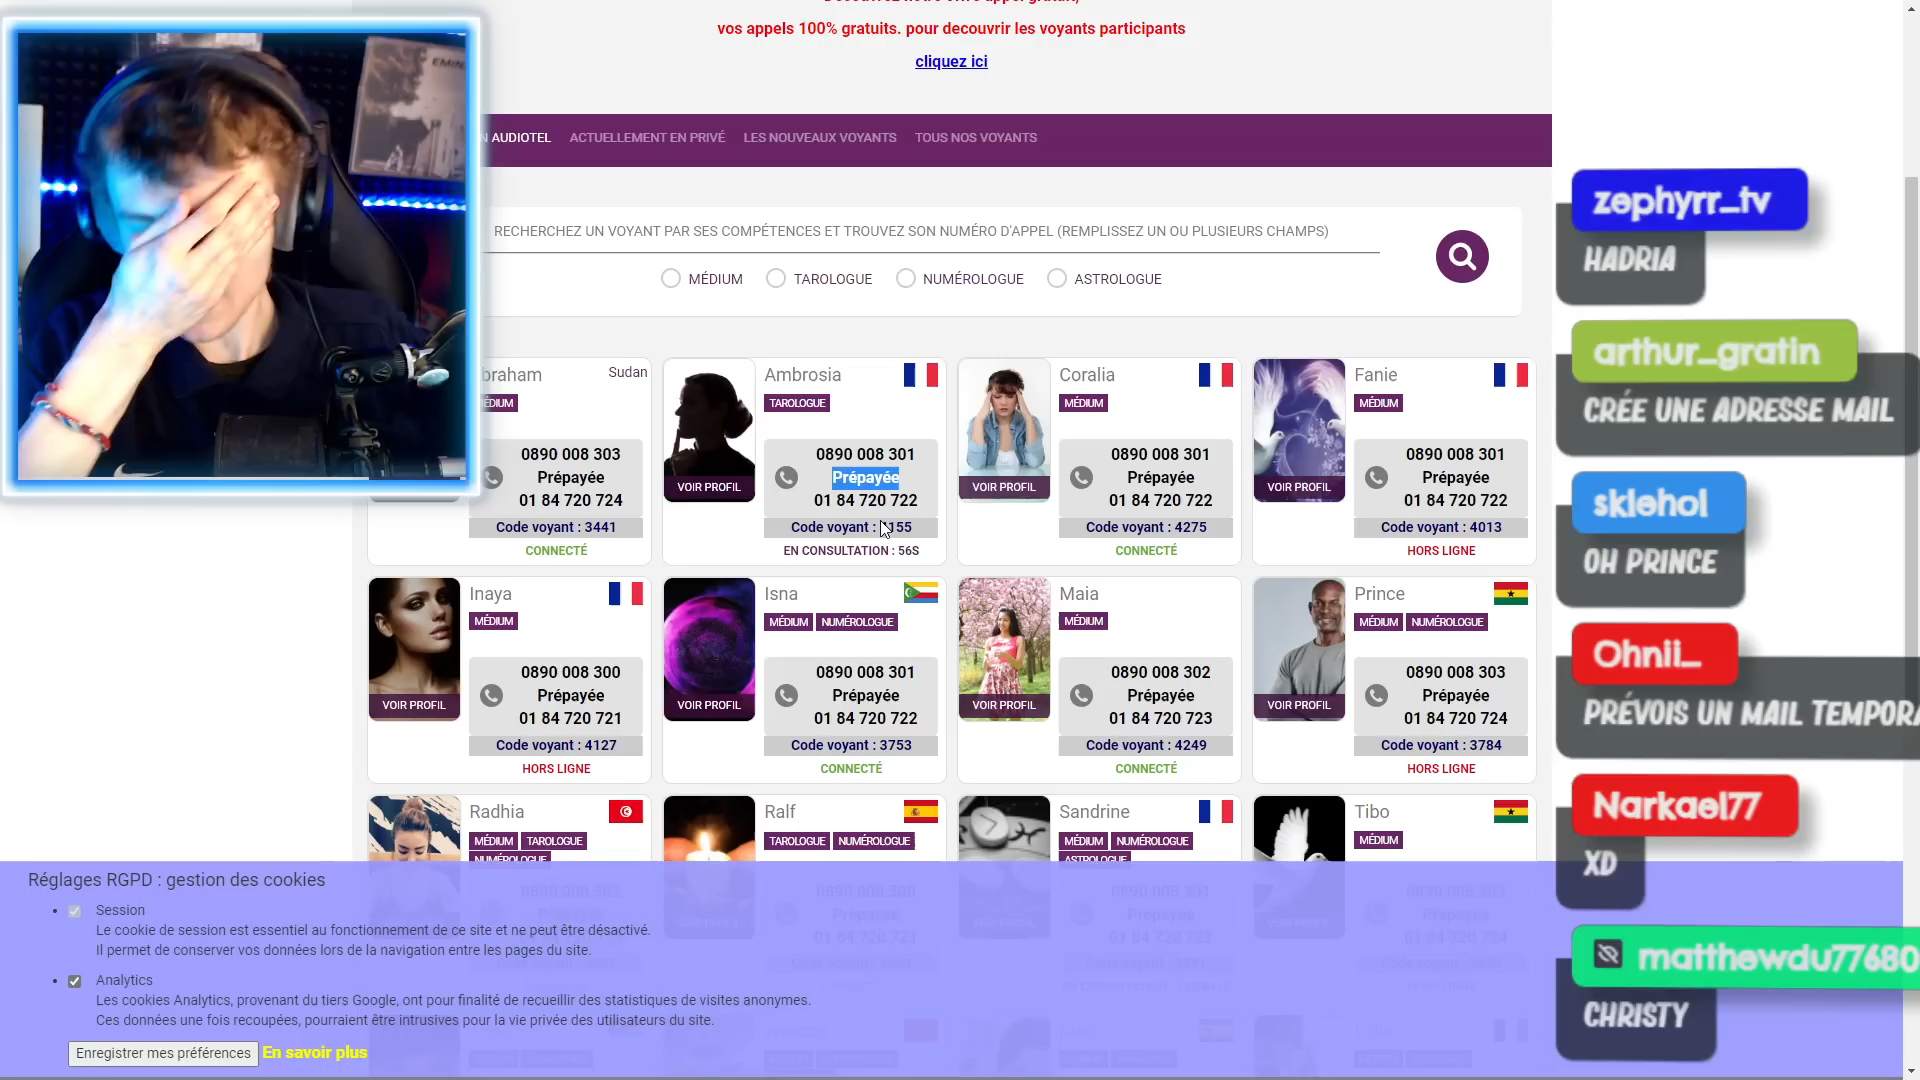 vos appels 100% gratuits. pour decouvrir les voyants participants
cliquez ici
AUDIOTEL
ACTUELLEMENT EN PRIVÉ
LES NOUVEAUX VOYANTS
TOUS NOS VOYANTS
RECHERCHEZ UN VOYANT PAR SES COMPÉTENCES ET TROUVEZ SON NUMÉRO D'APPEL (REMPLISSEZ UN OU PLUSIEURS CHAMPS)
MÉDIUM
TAROLOGUE
NUMÉROLOGUE
ASTROLOGUE
braham
Sudan
ÉDIUM
0890 008 303
Prépayée
01 84 720 724
Code voyant : 3441
CONNECTÉ
Ambrosia
TAROLOGUE
0890 008 301
Prépayée
01 84 720 722
VOIR PROFIL
Code voyant : 155
EN CONSULTATION : 56S
Coralia
MÉDIUM
0890 008 301
Prépayée
01 84 720 722
VOIR PROFIL
Code voyant : 4275
CONNECTÉ
Fanie
MÉDIUM
0890 008 301
Prépayée
01 84 720 722
VOIR PROFIL
Code voyant : 4013
HORS LIGNE
Inaya
MÉDIUM
0890 008 300
Prépayée
01 84 720 721
VOIR PROFIL
Code voyant : 4127
HORS LIGNE
Isna
MÉDIUM NUMÉROLOGUE
0890 008 301
Prépayée
01 84 720 722
VOIR PROFIL
Code voyant : 3753
CONNECTÉ
Maia
MÉDIUM
0890 008 302
Prépayée
01 84 720 723
VOIR PROFIL
Code voyant : 4249
CONNECTÉ
Prince
MÉDIUM NUMÉROLOGUE
0890 008 303
Prépayée
01 84 720 724
VOIR PROFIL
Code voyant : 3784
HORS LIGNE
Radhia
MÉDIUM TAROLOGUE
NUMÉROLOGUE
Ralf
TAROLOGUE NUMÉROLOGUE
Sandrine
MÉDIUM NUMÉROLOGUE
ASTROLOGUE
Tibo
MÉDIUM
Réglages RGPD : gestion des cookies
Session
Le cookie de session est essentiel au fonctionnement de ce site et ne peut être désactivé.
Il permet de conserver vos données lors de la navigation entre les pages du site.
Analytics
Les cookies Analytics, provenant du tiers Google, ont pour finalité de recueillir des statistiques de visites anonymes.
Ces données une fois recoupées, pourraient être intrusives pour la vie privée des utilisateurs du site.
Enregistrer mes préférences En savoir plus
zephyrr_tv
HADRIA
arthur_gratin
CRÉE UNE ADRESSE MAIL
sklehol
OH PRINCE
Ohnii_
PRÉVOIS UN MAIL TEMPORA
Narkael77
XD
matthewdu77680
CHRISTY